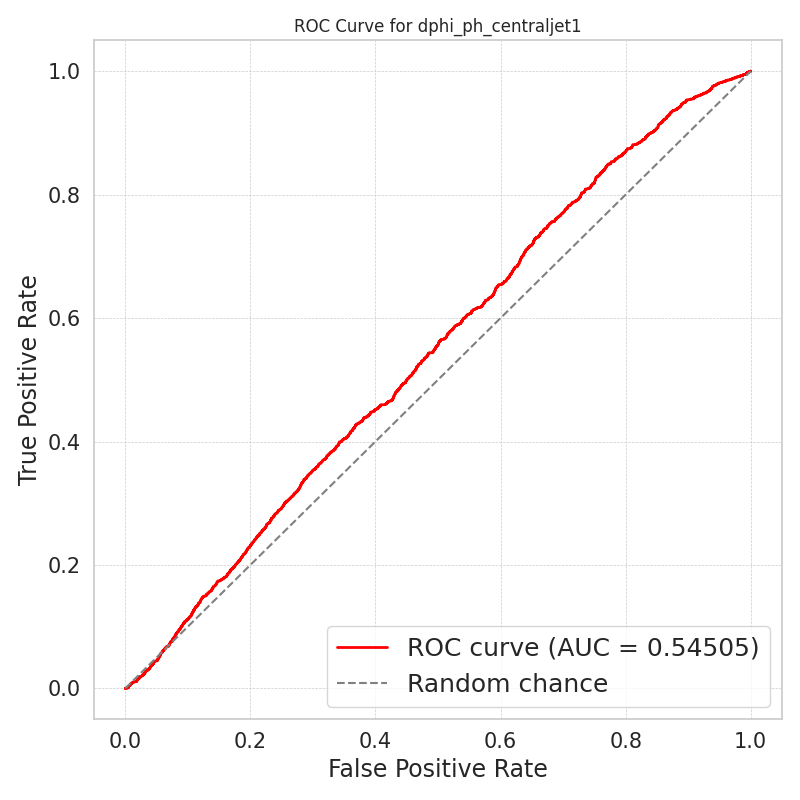 ROC Curve for dphi_ph_centraljet1
1.0
0.8
0.6
0.4
0.2
0.0
True Positive Rate
ROC curve (AUC = 0.54505)
Random chance
0.0 0.2 0.4 0.6 0.8 1.0
False Positive Rate